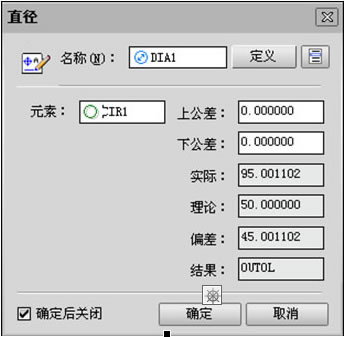 直径
名称(N): DIA1 定义
元素: CIR1 上公差: 0.000000
下公差: 0.000000
实际: 95.001102
理论: 50.000000
偏差: 45.001102
结果: OUTOL
确定后关闭 确定 取消